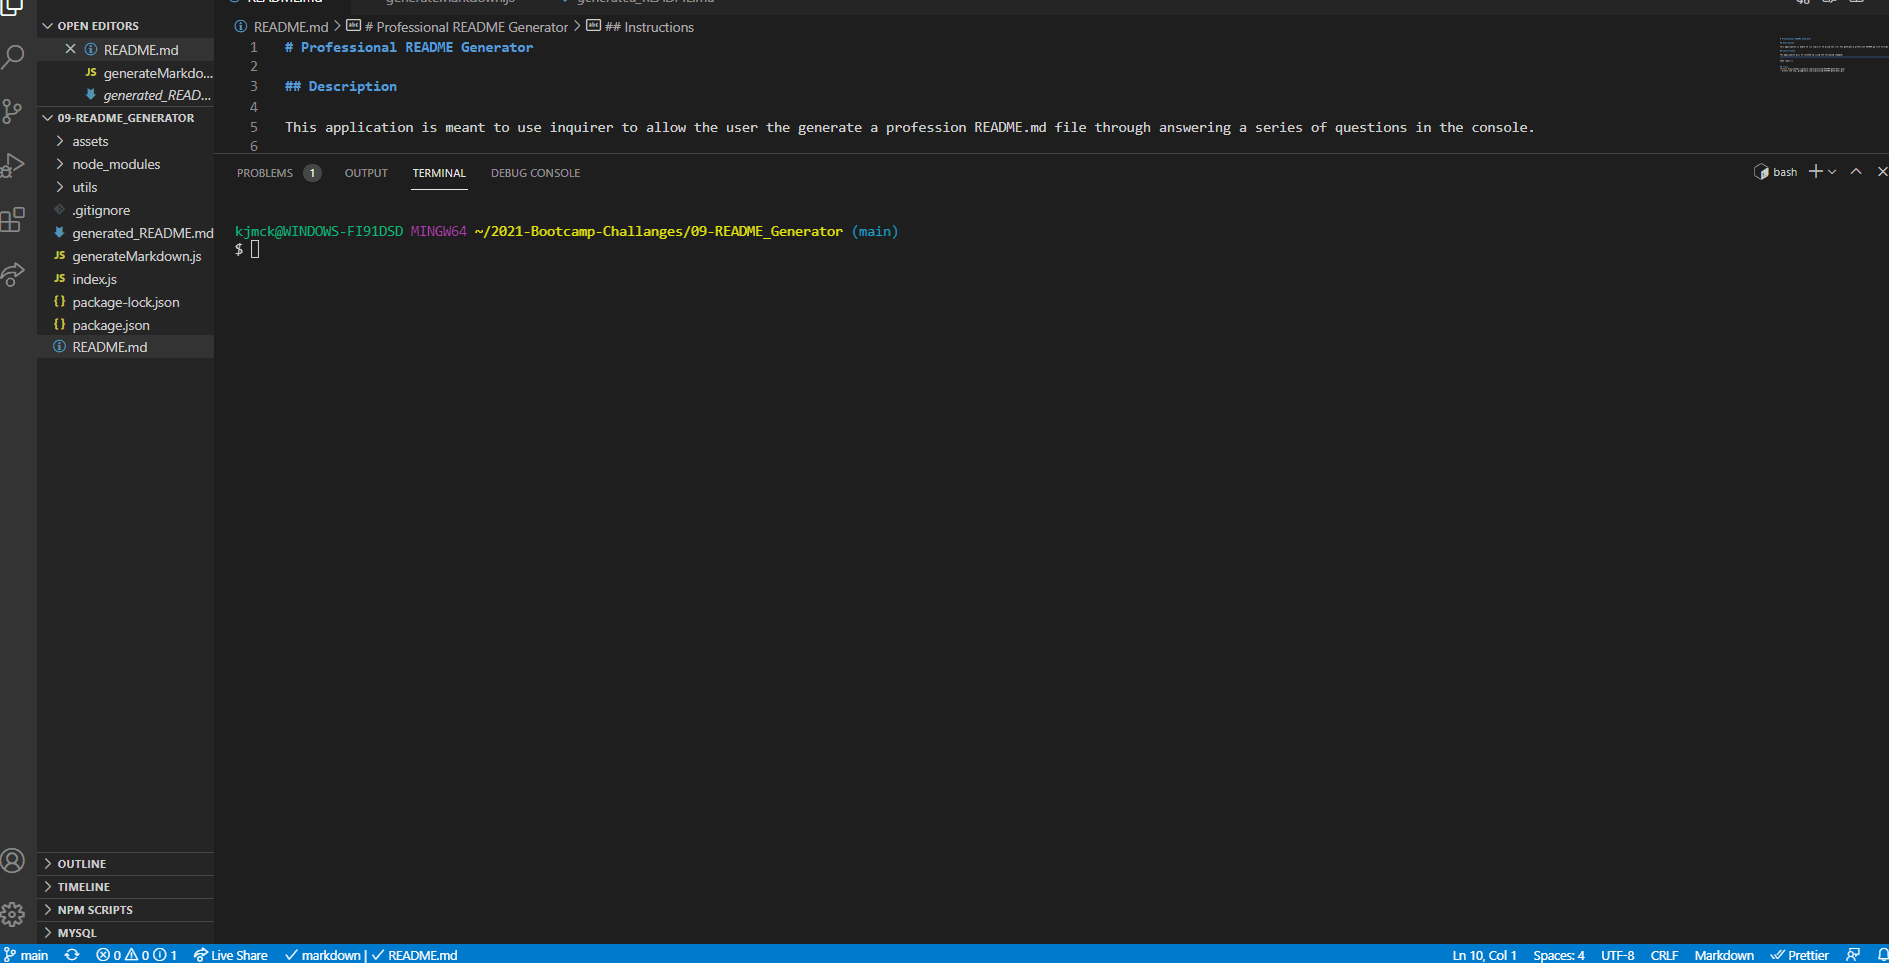 OPEN EDITORS
README.md
generateMarkdo...
generated_READ...
09-README_GENERATOR
assets
node_modules
utils
.gitignore
generated_README.md
JS generateMarkdown.js
JS index.js
{} package-lock.json
{} package.json
README.md
OUTLINE
TIMELINE
NPM SCRIPTS
MYSQL
README.md
generateMarkdown.js
generated_README.md
README.md > # Professional README Generator > ## Instructions
1 # Professional README Generator
2
3 ## Description
4
5 This application is meant to use inquirer to allow the user the generate a profession README.md file through answering a series of questions in the console.
6
PROBLEMS 1 OUTPUT TERMINAL DEBUG CONSOLE
bash
kjmck@WINDOWS-FI91DSD MINGW64 ~/2021-Bootcamp-Challanges/09-README_Generator (main)
$
main 0 0 1 Live Share markdown | README.md
Ln 10, Col 1 Spaces: 4 UTF-8 CRLF Markdown Prettier